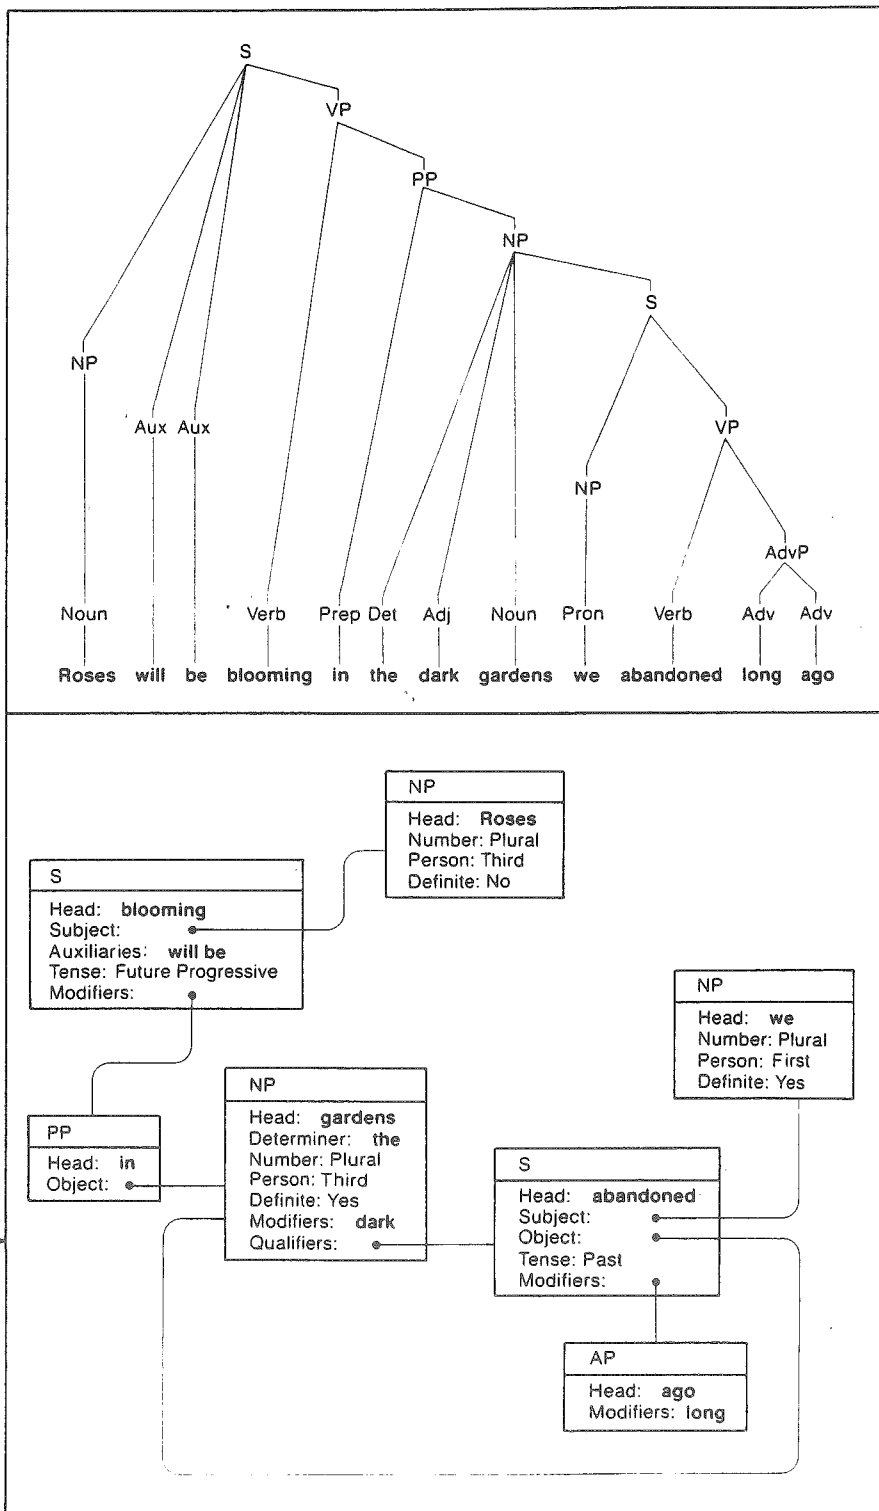 S
VP
PP
NP
S
NP
Aux Aux
VP
NP
AdvP
Noun Verb Prep Det Adj Noun Pron Verb Adv Adv
Roses will be blooming in the dark gardens we abandoned long ago
NP
Head: Roses
Number: Plural
Person: Third
Definite: No
S
Head: blooming
Subject:
Auxiliaries: will be
Tense: Future Progressive
Modifiers:
NP
Head: we
Number: Plural
Person: First
Definite: Yes
NP
Head: gardens
Determiner: the
Number: Plural
Person: Third
Definite: Yes
Modifiers: dark
Qualifiers:
PP
Head: in
Object:
S
Head: abandoned
Subject:
Object:
Tense: Past
Modifiers:
AP
Head: ago
Modifiers: long